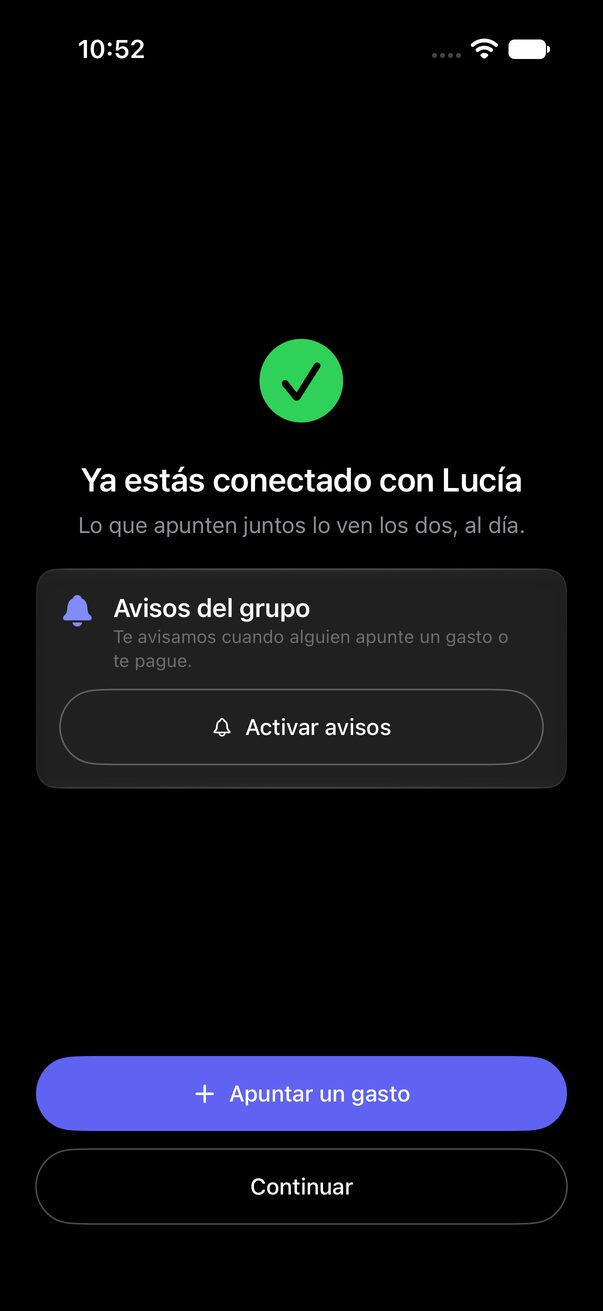 10:52
Ya estás conectado con Lucía
Lo que apunten juntos lo ven los dos, al día.
Avisos del grupo
Te avisamos cuando alguien apunte un gasto o
te pague.
Activar avisos
Apuntar un gasto
Continuar